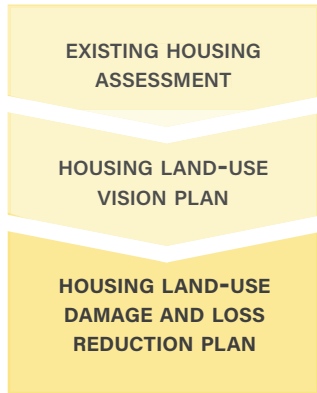 EXISTING HOUSING
ASSESSMENT
HOUSING LAND-USE
VISION PLAN
HOUSING LAND-USE
DAMAGE AND LOSS
REDUCTION PLAN